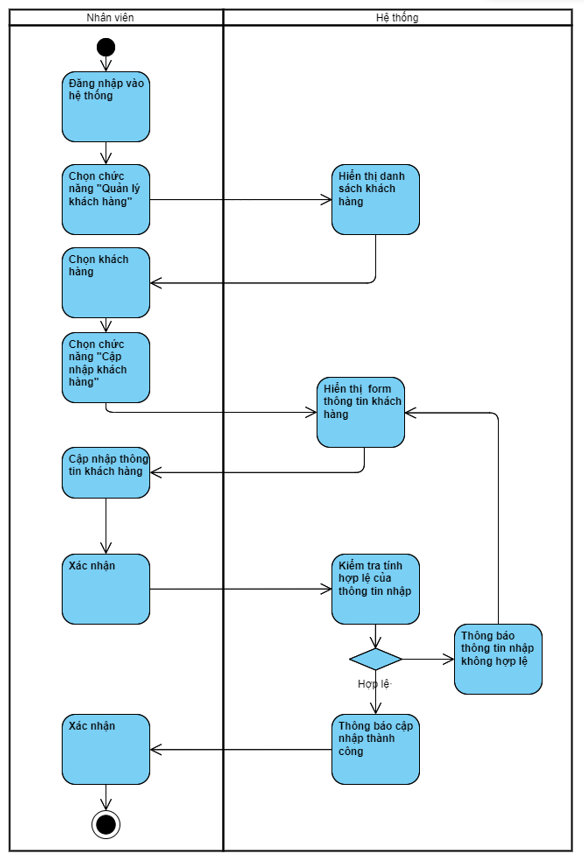 Nhân viên
Hệ thống
Đăng nhập vào
hệ thống
Chọn chức
năng "Quản lý
khách hàng"
Hiển thị danh
sách khách
hàng
Chọn khách
hàng
Chọn chức
năng "Cập
nhập khách
hàng"
Hiển thị form
thông tin khách
hàng
Cập nhập thông
tin khách hàng
Xác nhận
Kiểm tra tính
hợp lệ của
thông tin nhập
Thông báo
thông tin nhập
không hợp lệ
Hợp lệ
Xác nhận
Thông báo cập
nhập thành
công